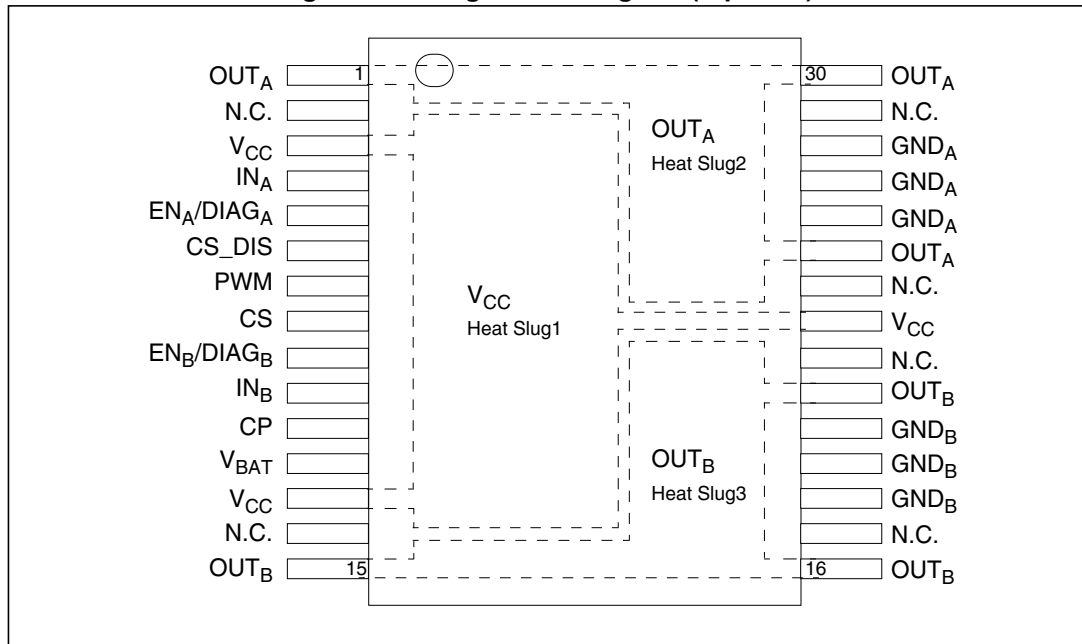 OUTA 1 30 OUTA
N.C. N.C.
VCC GNDA
INA GNDA
ENA/DIAGA GNDA
CS_DIS OUTA
PWM N.C.
CS VCC
ENB/DIAGB N.C.
INB OUTB
CP GNDB
VBAT GNDB
VCC GNDB
N.C. N.C.
OUTB 15 16 OUTB
OUTA
Heat Slug2
VCC
Heat Slug1
OUTB
Heat Slug3